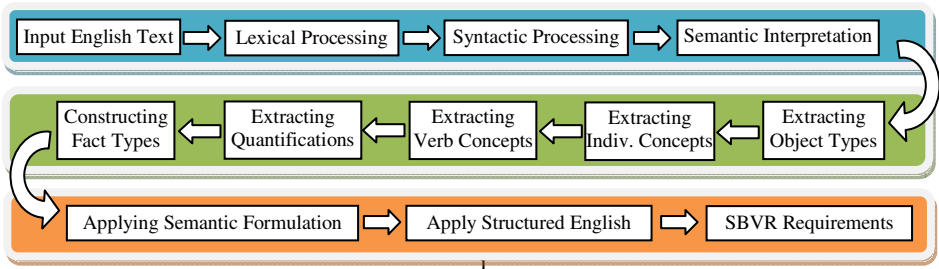 Input English Text
Lexical Processing
Syntactic Processing
Semantic Interpretation
Constructing
Fact Types
Extracting
Quantifications
Extracting
Verb Concepts
Extracting
Indiv. Concepts
Extracting
Object Types
Applying Semantic Formulation
Apply Structured English
SBVR Requirements